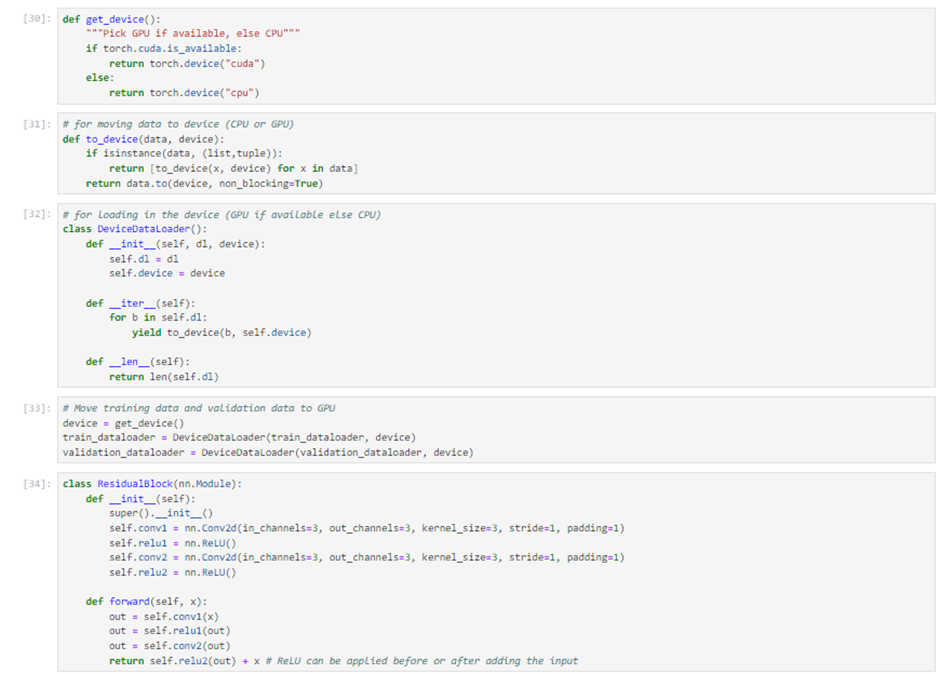 [30]: def get_device():
"""Pick GPU if available, else CPU"""
if torch.cuda.is_available:
return torch.device("cuda")
else:
return torch.device("cpu")
[31]: # for moving data to device (CPU or GPU)
def to_device(data, device):
if isinstance(data, (list,tuple)):
return [to_device(x, device) for x in data]
return data.to(device, non_blocking=True)
[32]: # for Loading in the device (GPU if available else CPU)
class DeviceDataLoader():
def __init__(self, dl, device):
self.dl = dl
self.device = device
def __iter__(self):
for b in self.dl:
yield to_device(b, self.device)
def __len__(self):
return len(self.dl)
[33]: # Move training data and validation data to GPU
device = get_device()
train_dataloader = DeviceDataLoader(train_dataloader, device)
validation_dataloader = DeviceDataLoader(validation_dataloader, device)
[34]: class ResidualBlock(nn.Module):
def __init__(self):
super().__init__()
self.conv1 = nn.Conv2d(in_channels=3, out_channels=3, kernel_size=3, stride=1, padding=1)
self.relu1 = nn.ReLU()
self.conv2 = nn.Conv2d(in_channels=3, out_channels=3, kernel_size=3, stride=1, padding=1)
self.relu2 = nn.ReLU()
def forward(self, x):
out = self.conv1(x)
out = self.relu1(out)
out = self.conv2(out)
return self.relu2(out) + x # ReLU can be applied before or after adding the input